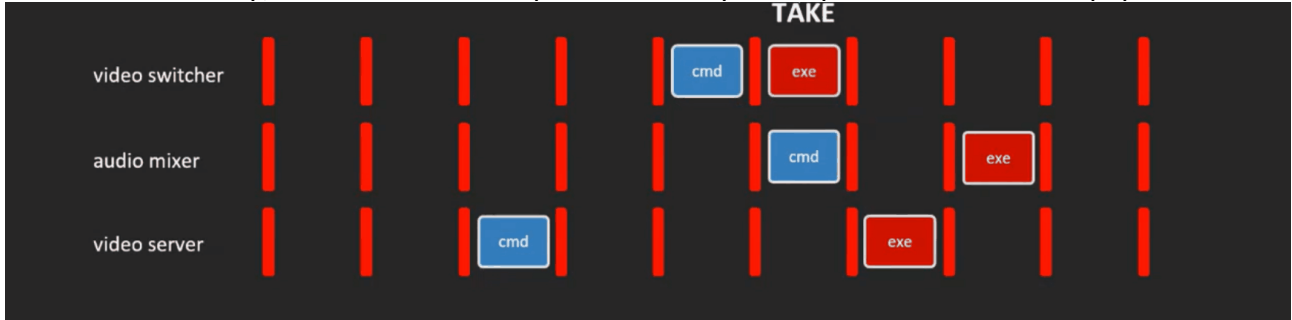 TAKE
video switcher cmd exe
audio mixer cmd exe
video server cmd exe